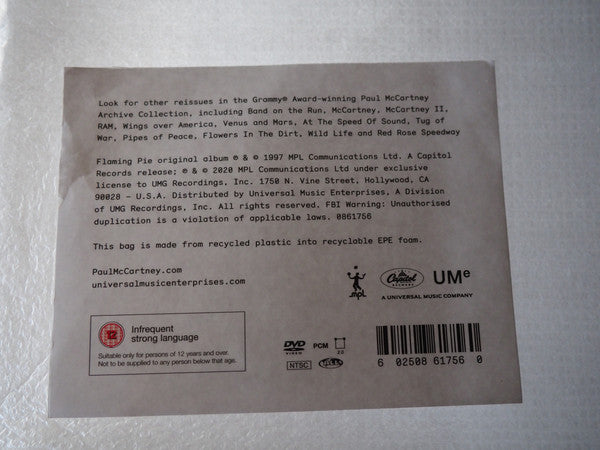 Look for other reissues in the Grammy® Award-winning Paul McCartney
Archive Collection, including Band on the Run, McCartney, McCartney II,
RAM, Wings over America, Venus and Mars, At The Speed Of Sound, Tug of
War, Pipes of Peace, Flowers In The Dirt, Wild Life and Red Rose Speedway
Flaming Pie original album ℗ & © 1997 MPL Communications Ltd. A Capitol
Records release; ℗ & © 2020 MPL Communications Ltd under exclusive
license to UMG Recordings, Inc. 1750 N. Vine Street, Hollywood, CA
90028 – U.S.A. Distributed by Universal Music Enterprises, A Division
of UMG Recordings, Inc. All rights reserved. FBI Warning: Unauthorised
duplication is a violation of applicable laws. 0861756
This bag is made from recycled plastic into recyclable EPE foam.
PaulMcCartney.com
universalmusicenterprises.com
mpl
Capitol
RECORDS
UMe
A UNIVERSAL MUSIC COMPANY
12
Infrequent
strong language
Suitable only for persons of 12 years and over.
Not to be supplied to any person below that age.
DVD
VIDEO
PCM
2.0
NTSC
ALL
6 02508 61756 0